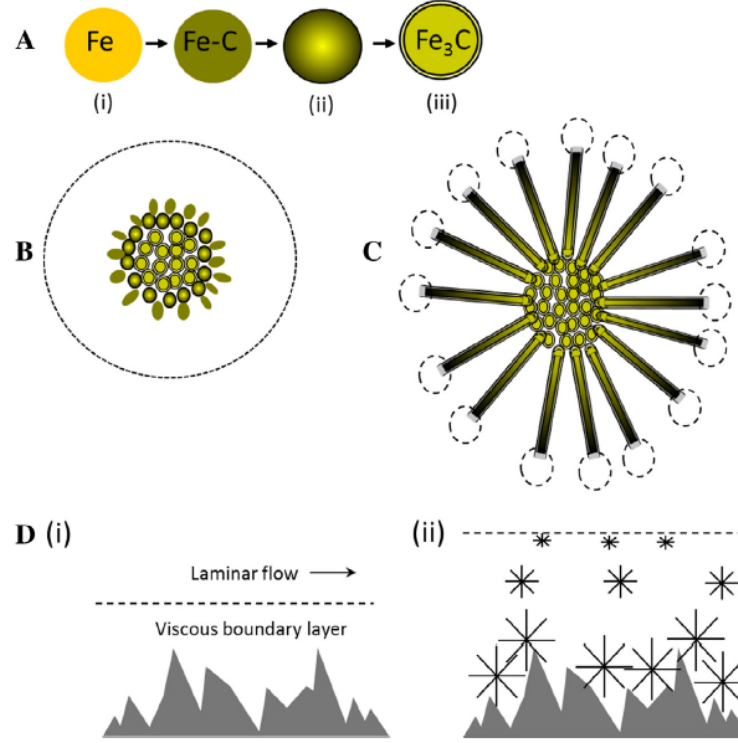 A Fe Fe-C Fe₃C
(i) (ii) (iii)
B C
D (i) (ii)
Laminar flow
Viscous boundary layer